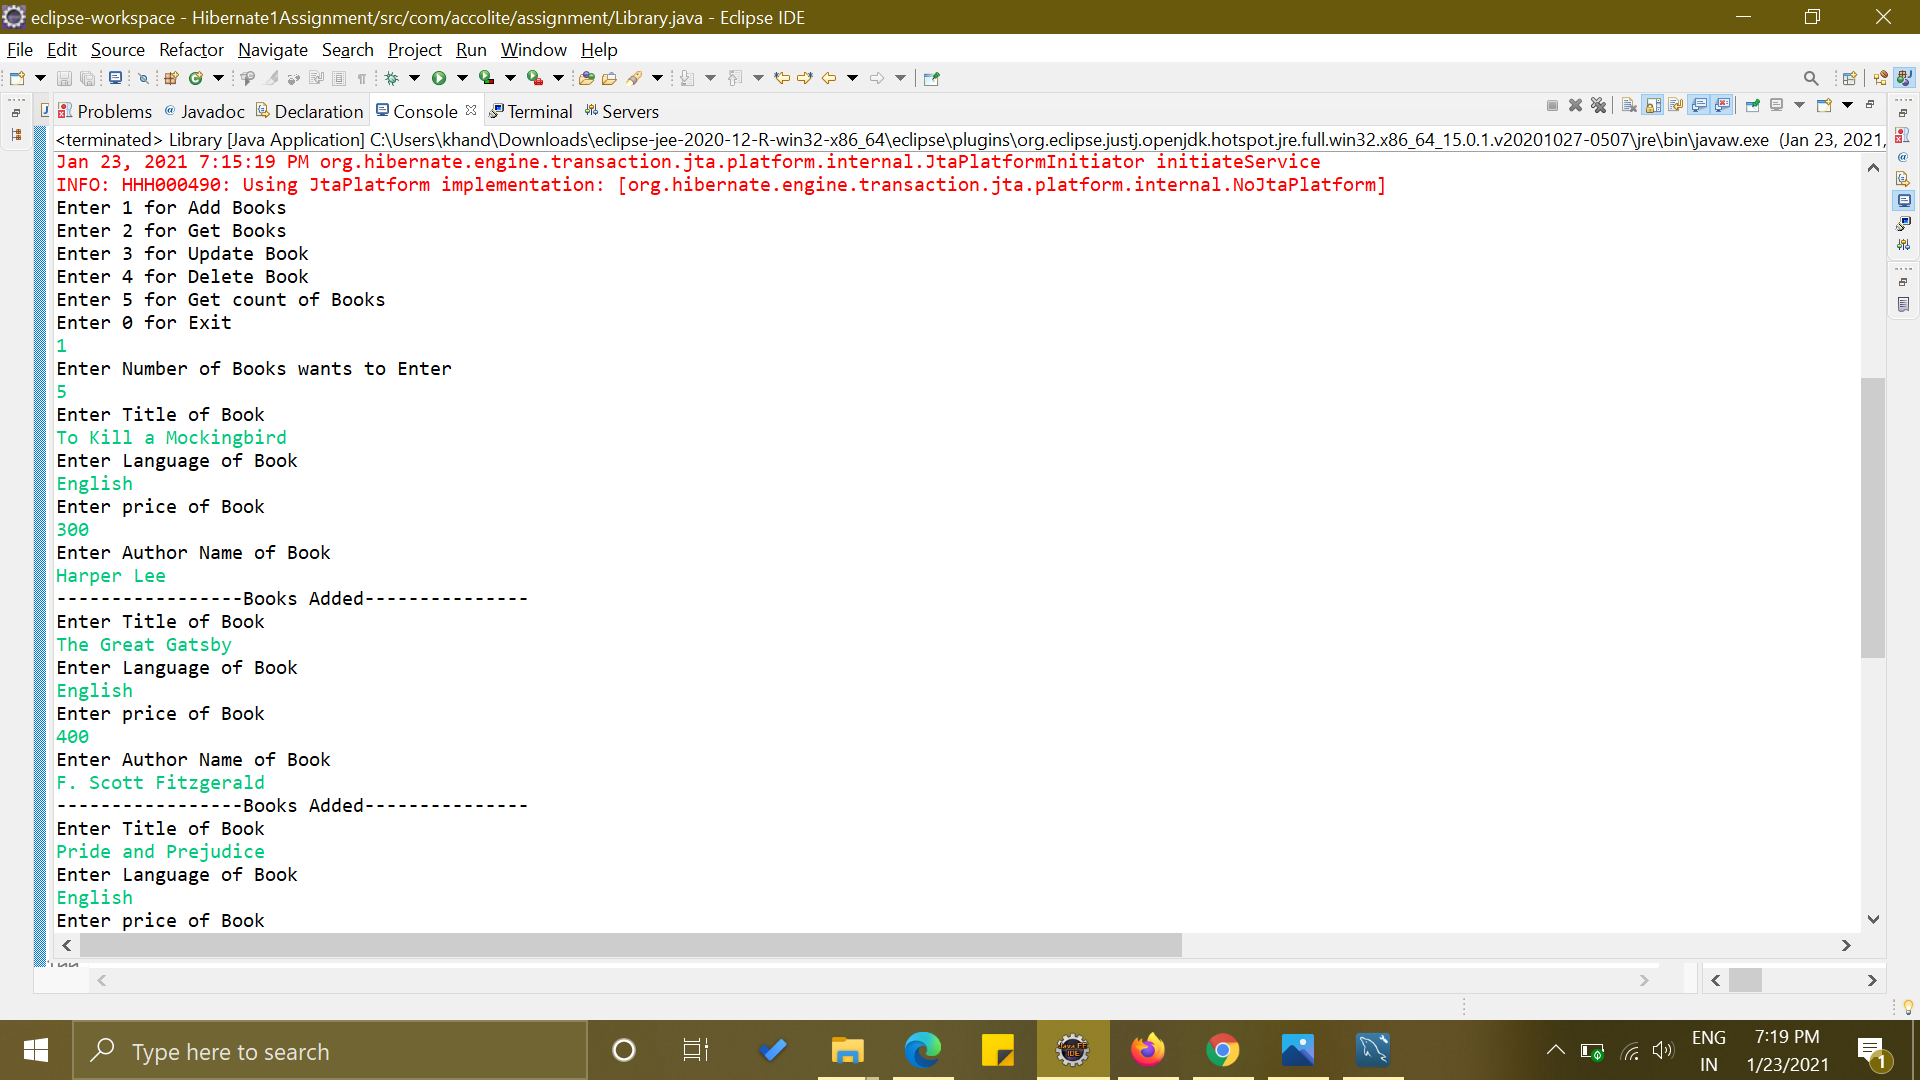 eclipse-workspace - Hibernate1Assignment/src/com/accolite/assignment/Library.java - Eclipse IDE
File Edit Source Refactor Navigate Search Project Run Window Help
Problems Javadoc Declaration Console Terminal Servers
<terminated> Library [Java Application] C:\Users\khand\Downloads\eclipse-jee-2020-12-R-win32-x86_64\eclipse\plugins\org.eclipse.justj.openjdk.hotspot.jre.full.win32.x86_64_15.0.1.v20201027-0507\jre\bin\javaw.exe (Jan 23, 2021,
Jan 23, 2021 7:15:19 PM org.hibernate.engine.transaction.jta.platform.internal.JtaPlatformInitiator initiateService
INFO: HHH000490: Using JtaPlatform implementation: [org.hibernate.engine.transaction.jta.platform.internal.NoJtaPlatform]
Enter 1 for Add Books
Enter 2 for Get Books
Enter 3 for Update Book
Enter 4 for Delete Book
Enter 5 for Get count of Books
Enter 0 for Exit
1
Enter Number of Books wants to Enter
5
Enter Title of Book
To Kill a Mockingbird
Enter Language of Book
English
Enter price of Book
300
Enter Author Name of Book
Harper Lee
-----------------Books Added---------------
Enter Title of Book
The Great Gatsby
Enter Language of Book
English
Enter price of Book
400
Enter Author Name of Book
F. Scott Fitzgerald
-----------------Books Added---------------
Enter Title of Book
Pride and Prejudice
Enter Language of Book
English
Enter price of Book
Type here to search
Java EE IDE
ENG
IN
7:19 PM
1/23/2021
1